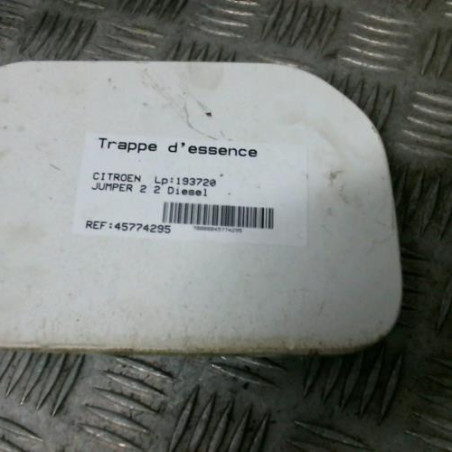 Trappe d'essence
CITROEN Lp:193720
JUMPER 2 2 Diesel
REF:45774295